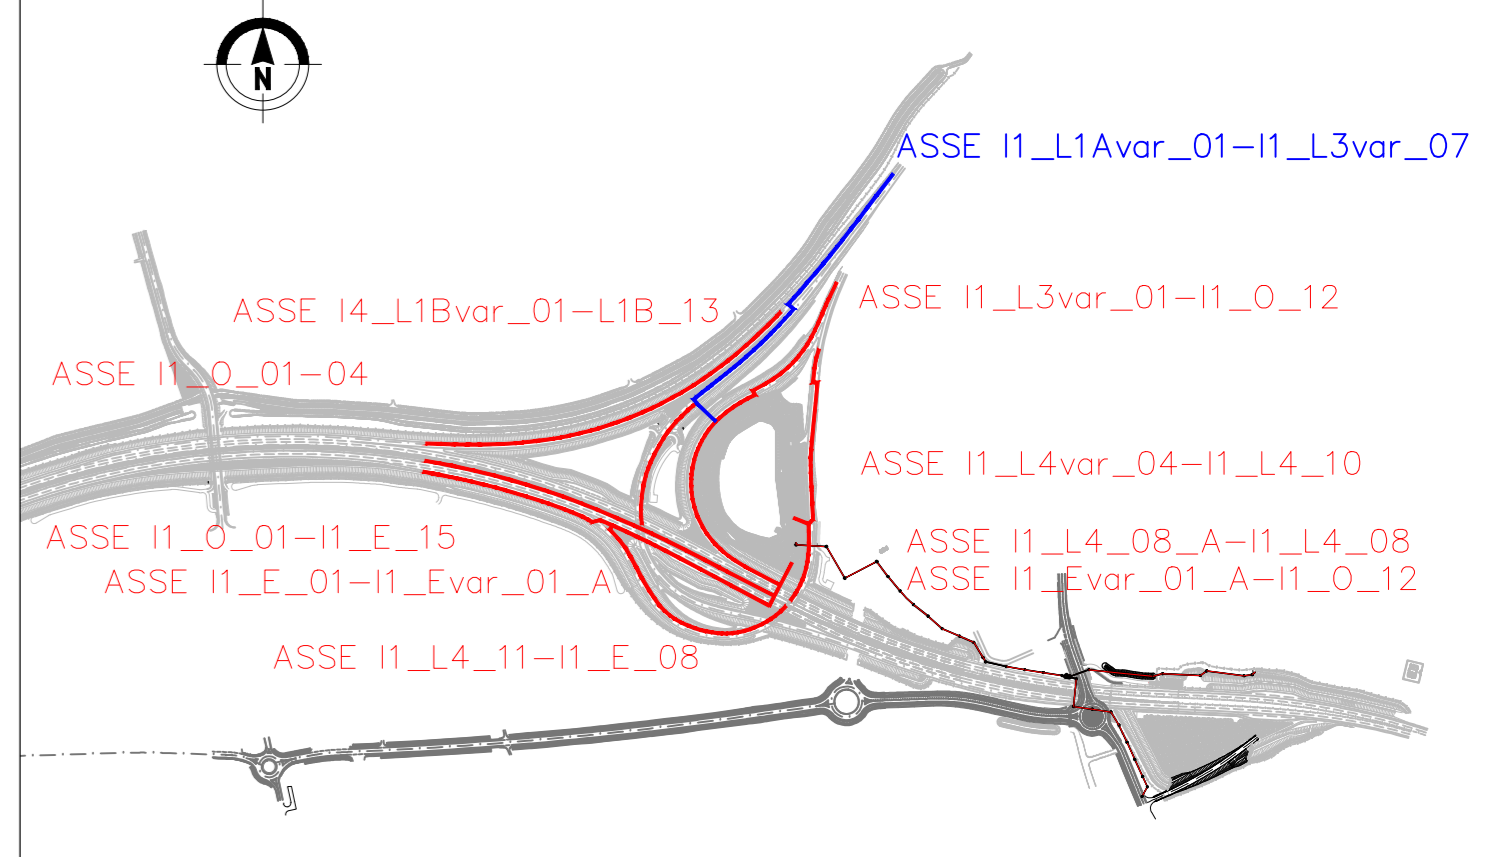 N
ASSE I1_L1Avar_01-I1_L3var_07
ASSE I4_L1Bvar_01-L1B_13
ASSE I1_L3var_01-I1_O_12
ASSE I1_O_01-04
ASSE I1_L4var_04-I1_L4_10
ASSE I1_O_01-I1_E_15
ASSE I1_L4_08_A-I1_L4_08
ASSE I1_E_01-I1_Evar_01_A
ASSE I1_Evar_01_A-I1_O_12
ASSE I1_L4_11-I1_E_08